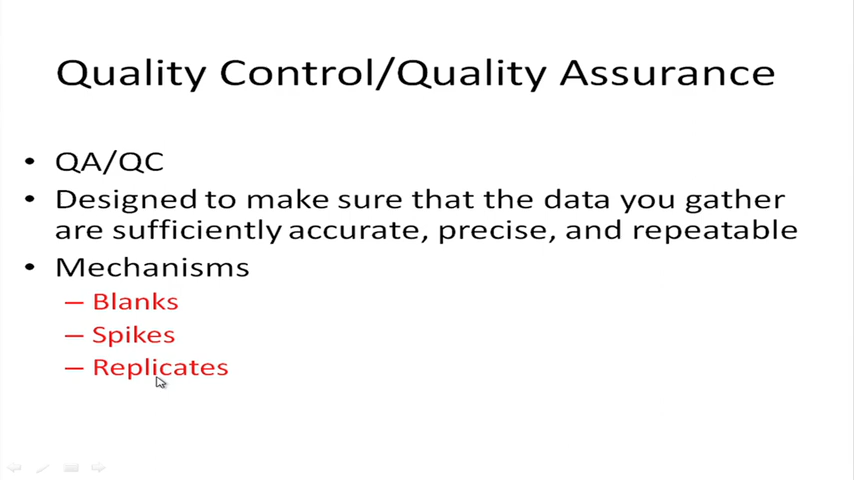 Quality Control/Quality Assurance
• QA/QC
• Designed to make sure that the data you gather
are sufficiently accurate, precise, and repeatable
• Mechanisms
– Blanks
– Spikes
– Replicates